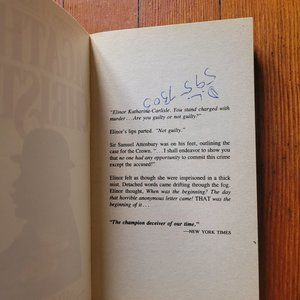 "Elinor Katharine Carlisle. You stand charged with
murder . . . Are you guilty or not guilty?"
Elinor's lips parted. "Not guilty."
Sir Samuel Attenbury was on his feet, outlining the
case for the Crown. ". . . I shall endeavor to show you
that no one had any opportunity to commit this crime
except the accused!"
Elinor felt as though she were imprisoned in a thick
mist. Detached words came drifting through the fog.
Elinor thought, When was the beginning? The day
that horrible anonymous letter came! THAT was the
beginning of it . . .
"The champion deceiver of our time."
—NEW YORK TIMES